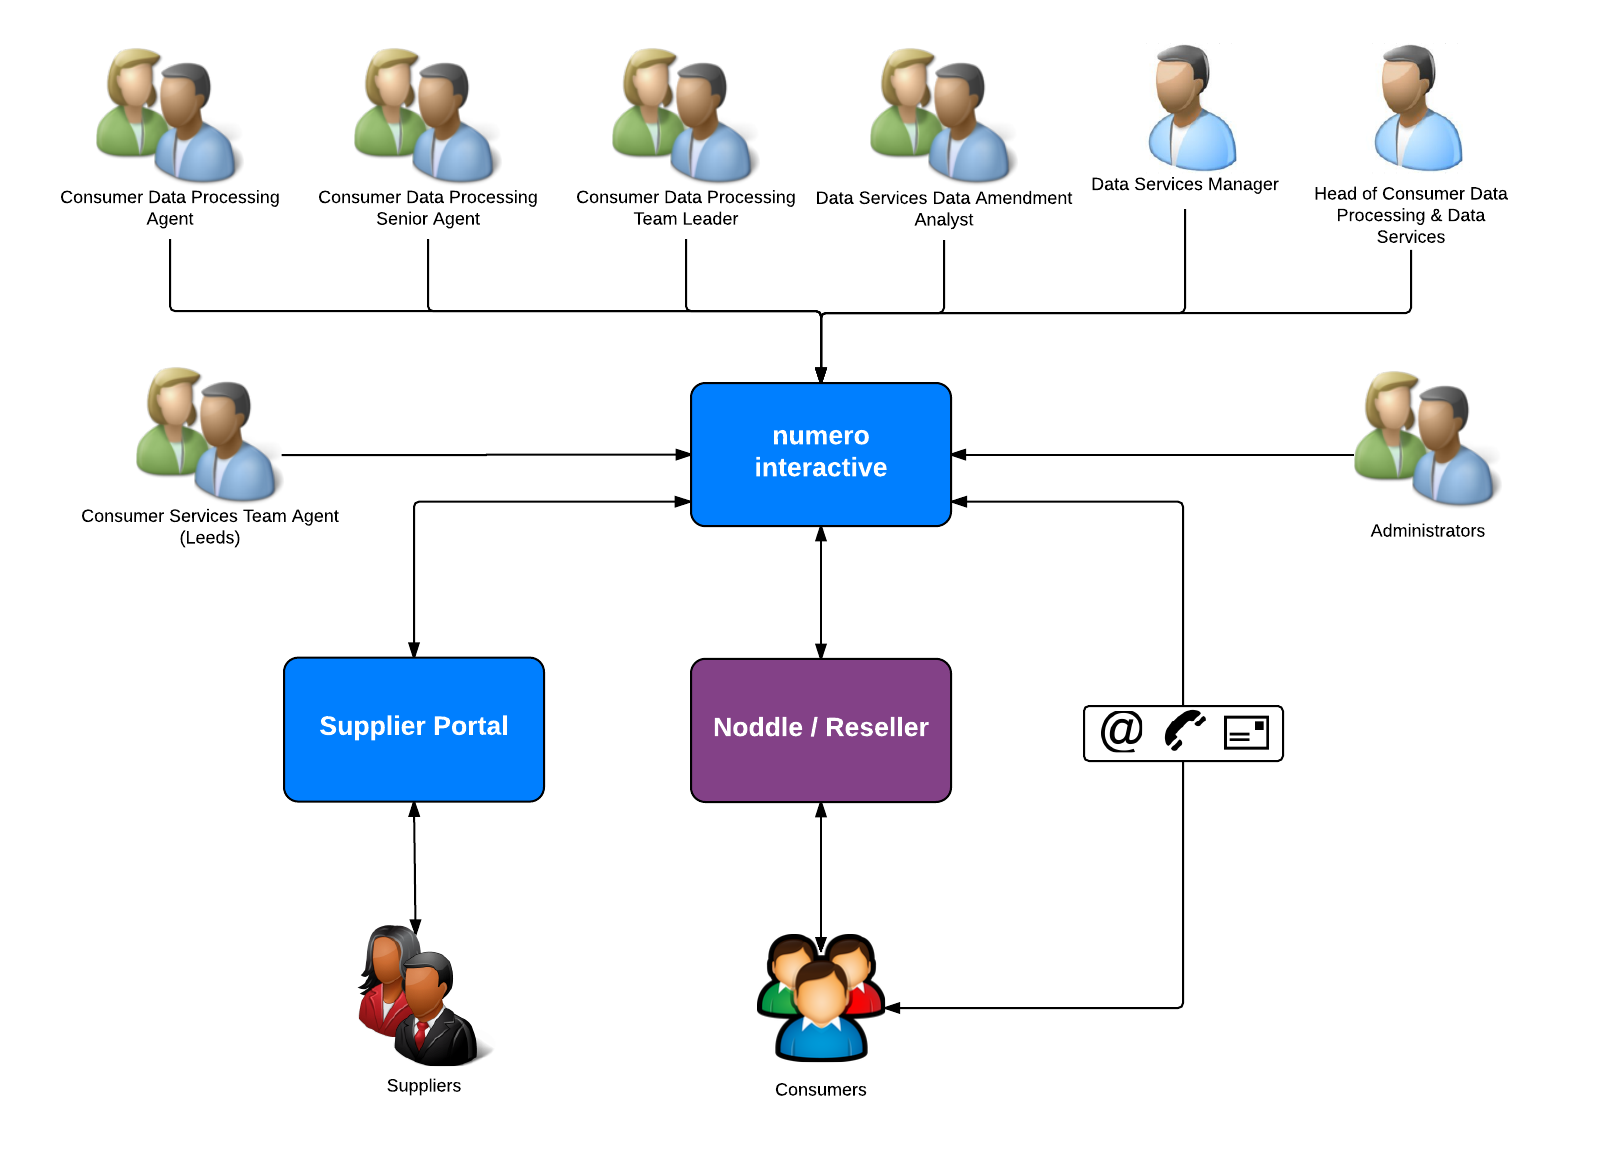 Consumer Data Processing
Agent
Consumer Data Processing
Senior Agent
Consumer Data Processing
Team Leader
Data Services Data Amendment
Analyst
Data Services Manager
Head of Consumer Data
Processing & Data
Services
numero
interactive
Consumer Services Team Agent
(Leeds)
Administrators
Supplier Portal
Noddle / Reseller
@
Suppliers
Consumers